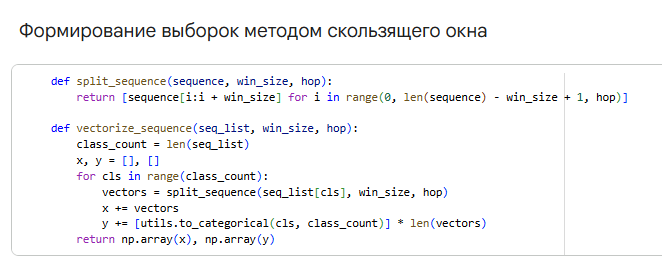 Формирование выборок методом скользящего окна
def split_sequence(sequence, win_size, hop):
    return [sequence[i:i + win_size] for i in range(0, len(sequence) - win_size + 1, hop)]
def vectorize_sequence(seq_list, win_size, hop):
    class_count = len(seq_list)
    x, y = [], []
    for cls in range(class_count):
        vectors = split_sequence(seq_list[cls], win_size, hop)
        x += vectors
        y += [utils.to_categorical(cls, class_count)] * len(vectors)
    return np.array(x), np.array(y)